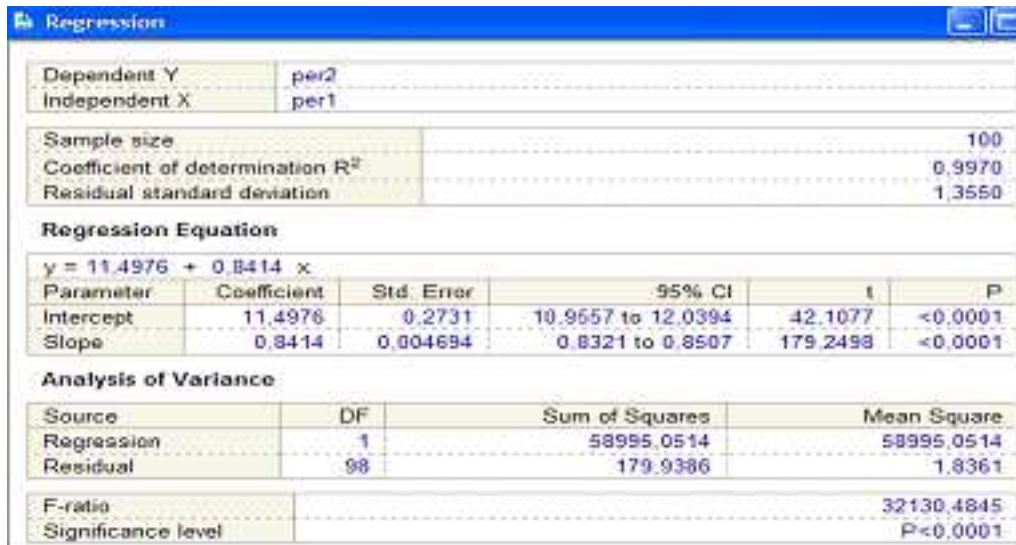 Regression
Dependent Y per2
Independent X per1
Sample size 100
Coefficient of determination R² 0,9970
Residual standard deviation 1,3550
Regression Equation
y = 11,4976 + 0,8414 x
Parameter Coefficient Std. Error 95% CI t P
Intercept 11,4976 0,2731 10,9557 to 12,0394 42,1077 <0,0001
Slope 0,8414 0,004694 0,8321 to 0,8507 179,2498 <0,0001
Analysis of Variance
Source DF Sum of Squares Mean Square
Regression 1 58995,0514 58995,0514
Residual 98 179,9386 1,8361
F-ratio 32130,4845
Significance level P<0,0001